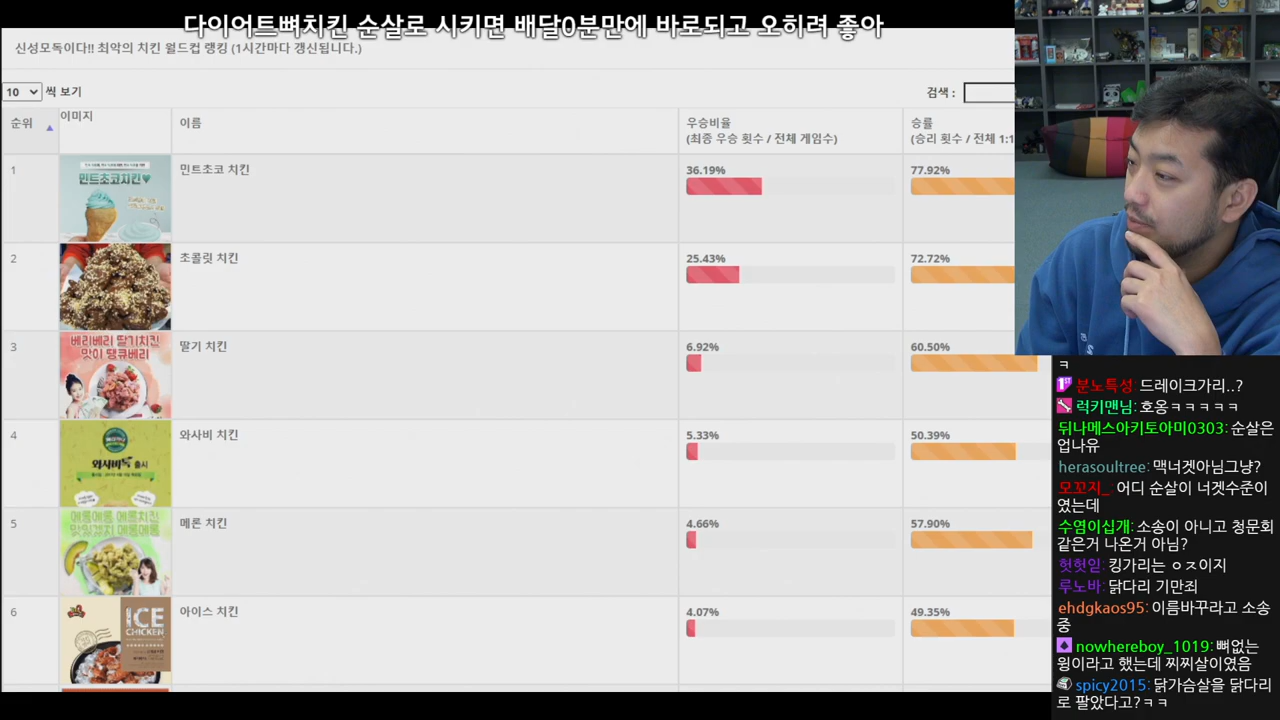 다이어트뼈치킨 순살로 시키면 배달0분만에 바로되고 오히려 좋아
신성모독이다!! 최악의 치킨 월드컵 랭킹 (1시간마다 갱신됩니다.)
10 씩 보기
검색 :
순위
이미지
이름
우승비율
(최종 우승 횟수 / 전체 게임수)
승률
(승리 횟수 / 전체 1:1
1
민트초코치킨♥
민트초코 치킨
36.19%
77.92%
2
초콜릿 치킨
25.43%
72.72%
3
베리베리 딸기치킨
맛이 땡큐베리
딸기 치킨
6.92%
60.50%
4
와사비톡 출시
와사비 치킨
5.33%
50.39%
5
메론 치킨
4.66%
57.90%
6
ICE
CHICKEN
아이스 치킨
4.07%
49.35%
ㅋ
분노특성: 드레이크가리..?
럭키맨님: 호옹ㅋㅋㅋㅋㅋ
뒤나메스아키토아미0303: 순살은
업나유
herasoultree: 맥너겟아님그냥?
모꼬지_: 어디 순살이 너겟수준이
였는데
수염이십개: 소송이 아니고 청문회
같은거 나온거 아님?
헛헛읻: 킹가리는 ㅇㅈ이지
루노바: 닭다리 기만죄
ehdgkaos95: 이름바꾸라고 소송
중
nowhereboy_1019: 뼈없는
윙이라고 했는데 찌찌살이였음
spicy2015: 닭가슴살을 닭다리
로 팔았다고?ㅋㅋ